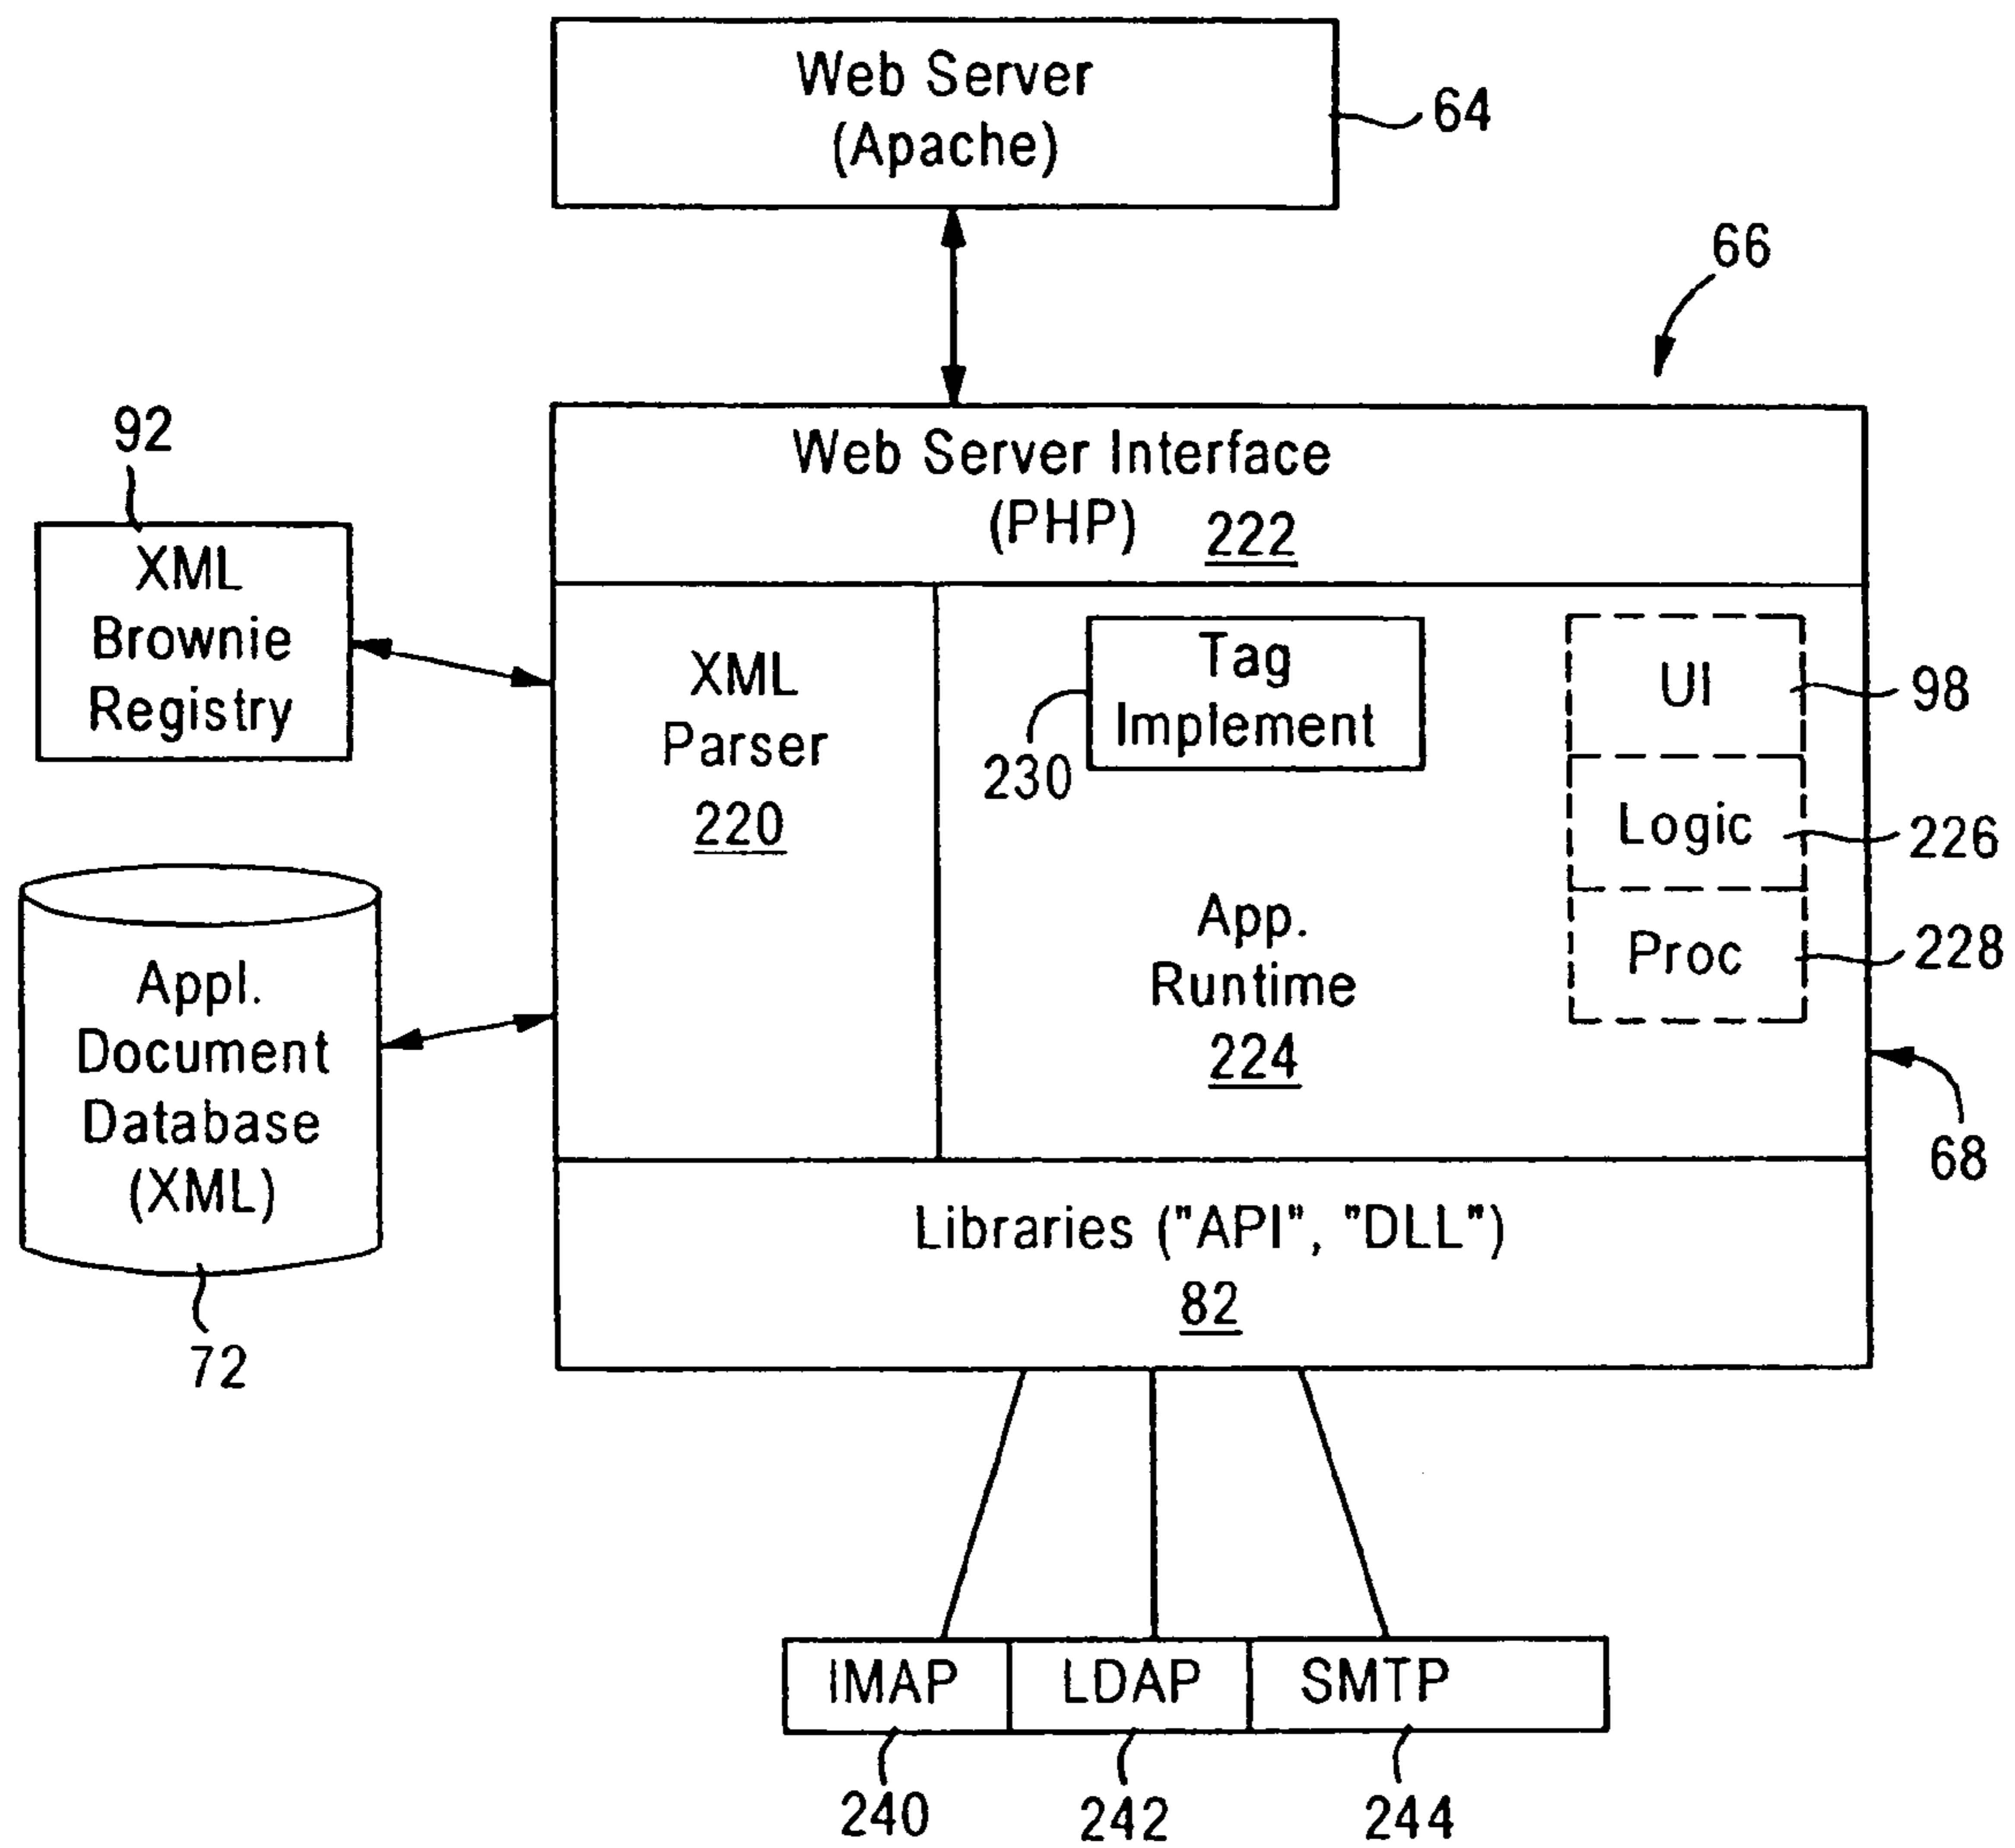 Web Server
(Apache)
64
66
92
Web Server Interface
(PHP) 222
XML
Brownie
Registry
XML
Parser
220
Tag
Implement
230
UI
98
Logic
226
Proc
228
App.
Runtime
224
68
Appl.
Document
Database
(XML)
72
Libraries ("API", "DLL")
82
IMAP
LDAP
SMTP
240
242
244